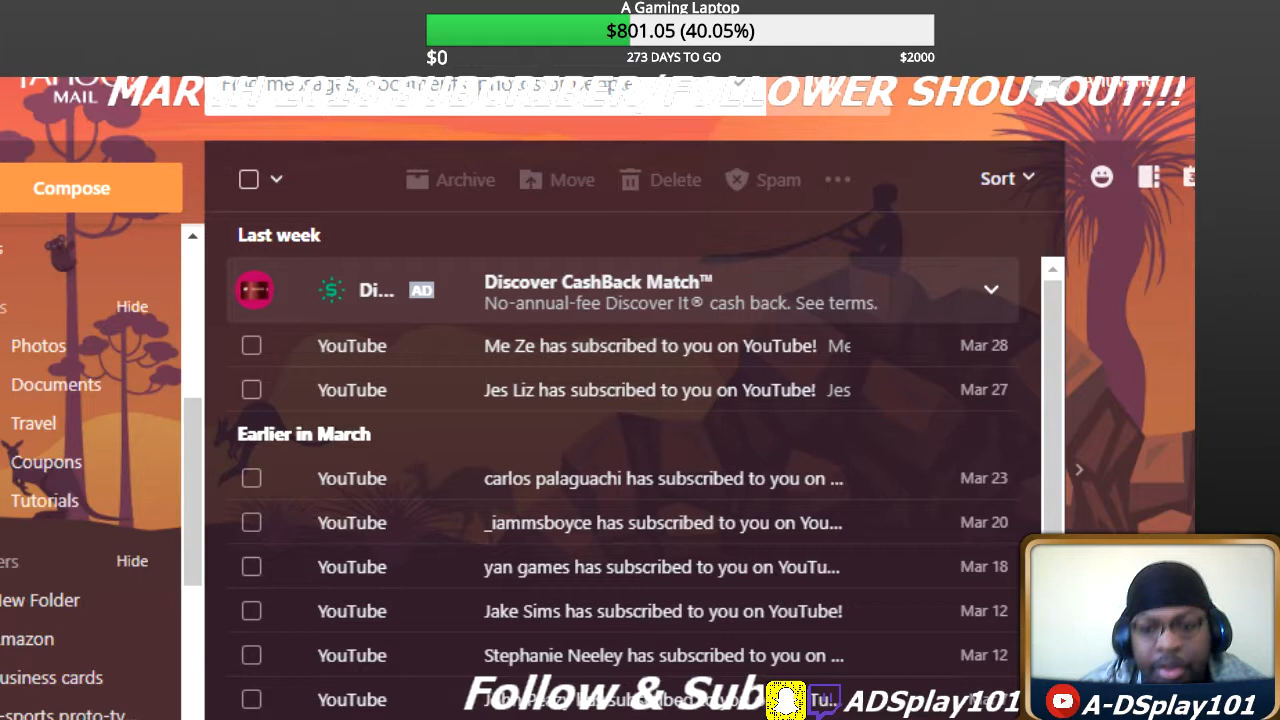 A Gaming Laptop
$801.05 (40.05%)
$0
273 DAYS TO GO
$2000
MAIL
FOLLOWER SHOUTOUT!!!
Compose
Archive
Move
Delete
Spam
Sort
Last week
Di...
AD
Discover CashBack Match™
No-annual-fee Discover It® cash back. See terms.
Hide
YouTube
Me Ze has subscribed to you on YouTube! Me
Mar 28
Photos
Documents
YouTube
Jes Liz has subscribed to you on YouTube! Jes
Mar 27
Travel
Earlier in March
Coupons
YouTube
carlos palaguachi has subscribed to you on ...
Mar 23
Tutorials
YouTube
_iammsboyce has subscribed to you on You...
Mar 20
ers
Hide
YouTube
yan games has subscribed to you on YouTu...
Mar 18
ew Folder
YouTube
Jake Sims has subscribed to you on YouTube!
Mar 12
mazon
YouTube
Stephanie Neeley has subscribed to you on ...
Mar 12
usiness cards
YouTube
Follow & Sub
ADSplay101
A-DSplay101
-sports proto-tv